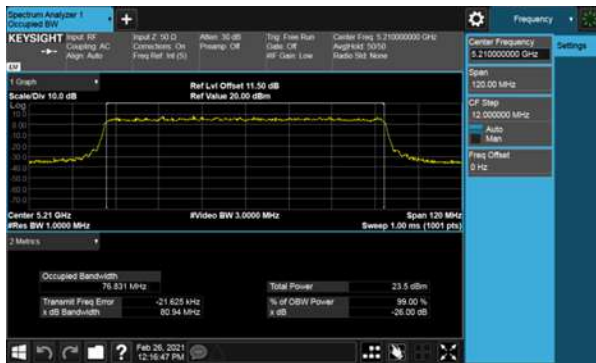 Spectrum Analyzer 1
Occupied BW
+
Frequency
KEYSIGHT
Input: RF
Coupling: AC
Align: Auto
Input Z: 50 Ω
Corrections: On
Freq Ref: Int (S)
Atten: 30 dB
Preamp: Off
Trig: Free Run
Gate: Off
#IF Gain: Low
Center Freq: 5.210000000 GHz
Avg|Hold: 50/50
Radio Std: None
Center Frequency
5.210000000 GHz
Settings
Span
120.00 MHz
CF Step
12.000000 MHz
Auto
Man
Freq Offset
0 Hz
1 Graph
Scale/Div 10.0 dB
Ref Lvl Offset 11.50 dB
Ref Value 20.00 dBm
Log
10.0
0.00
-10.0
-20.0
-30.0
-40.0
-50.0
-60.0
-70.0
Center 5.21 GHz
#Res BW 1.0000 MHz
#Video BW 3.0000 MHz
Span 120 MHz
Sweep 1.00 ms (1001 pts)
2 Metrics
Occupied Bandwidth
76.831 MHz
Total Power 23.5 dBm
Transmit Freq Error -21.625 kHz
% of OBW Power 99.00 %
x dB Bandwidth 80.94 MHz
x dB -26.00 dB
?
Feb 26, 2021
12:16:47 PM